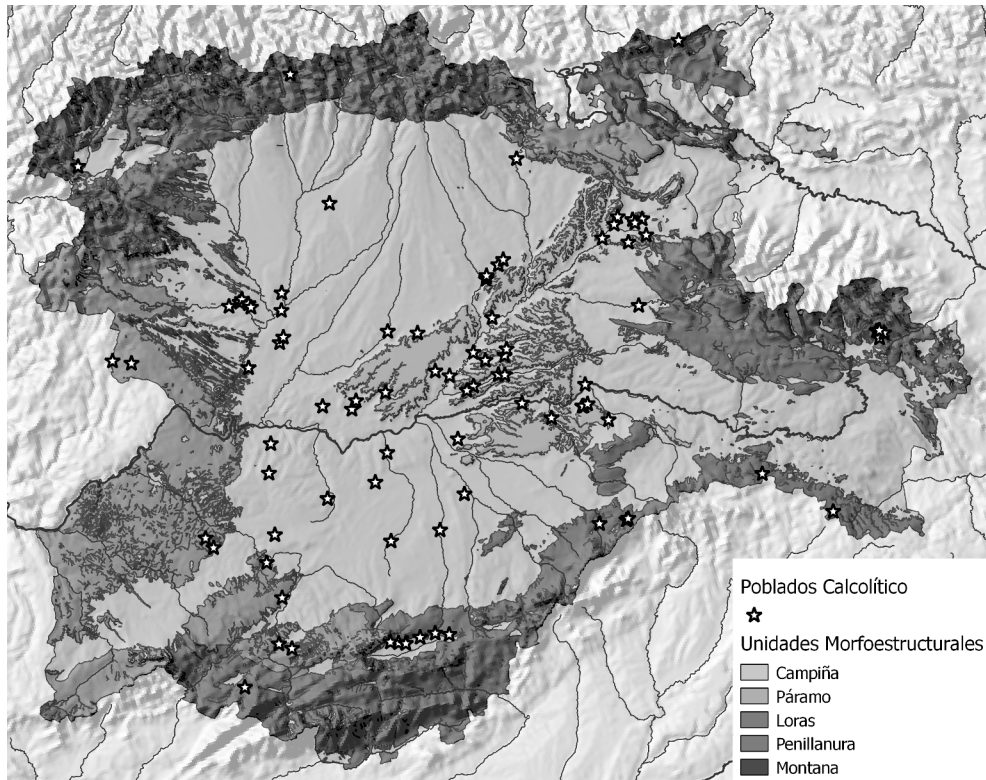 Poblados Calcolítico
Unidades Morfoestructurales
Campiña
Páramo
Loras
Penillanura
Montana